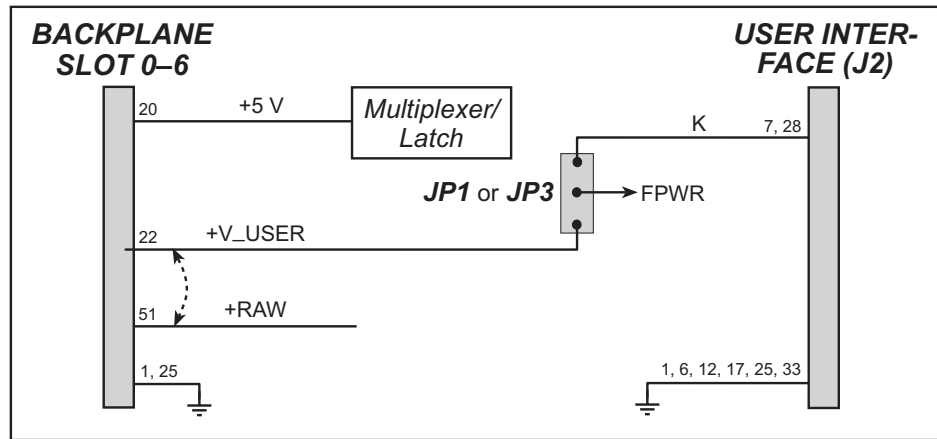 BACKPLANE
SLOT 0–6
USER INTER-
FACE (J2)
20
+5 V
Multiplexer/
Latch
K
7, 28
JP1 or JP3
FPWR
22
+V_USER
51
+RAW
1, 25
1, 6, 12, 17, 25, 33